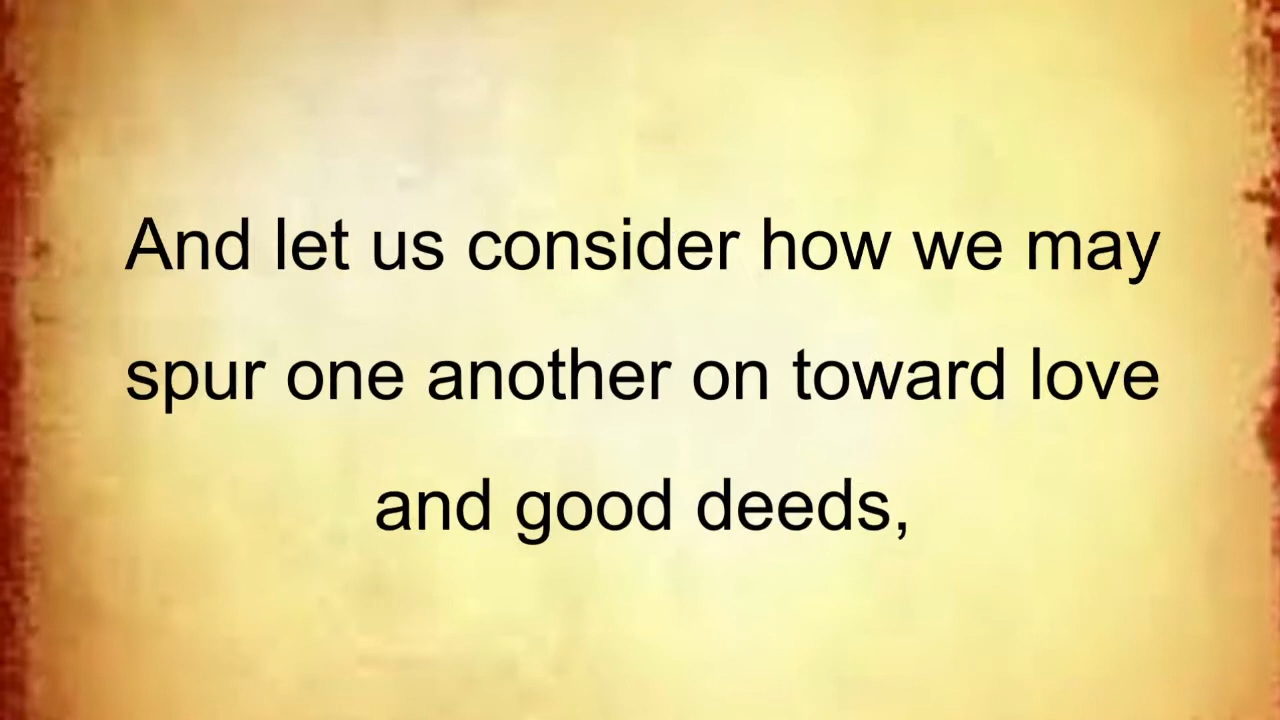 And let us consider how we may
spur one another on toward love
and good deeds,